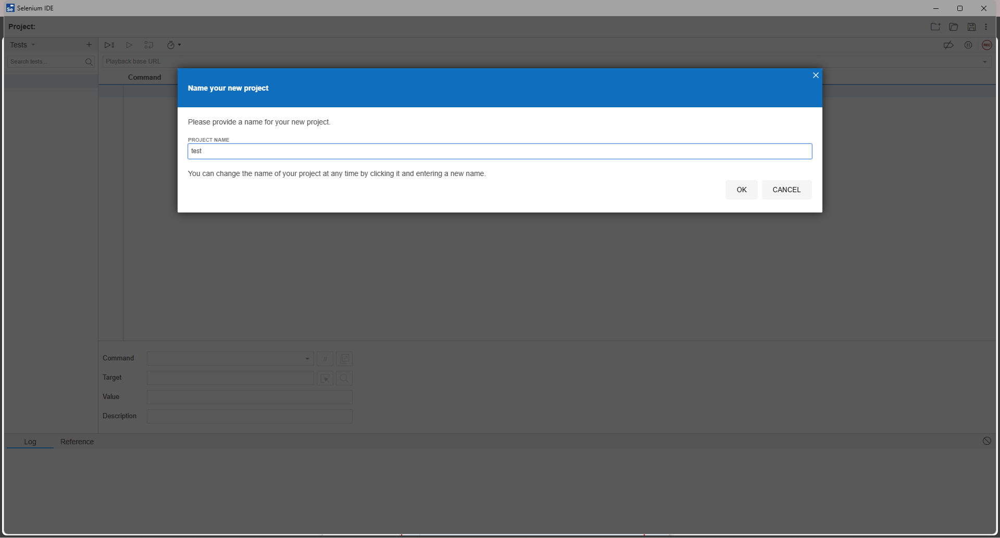 Selenium IDE
Project:
Tests
Search tests...
Playback base URL
REC
Command
Name your new project
Please provide a name for your new project.
PROJECT NAME
test
You can change the name of your project at any time by clicking it and entering a new name.
OK
CANCEL
Command
//
Target
Value
Description
Log
Reference